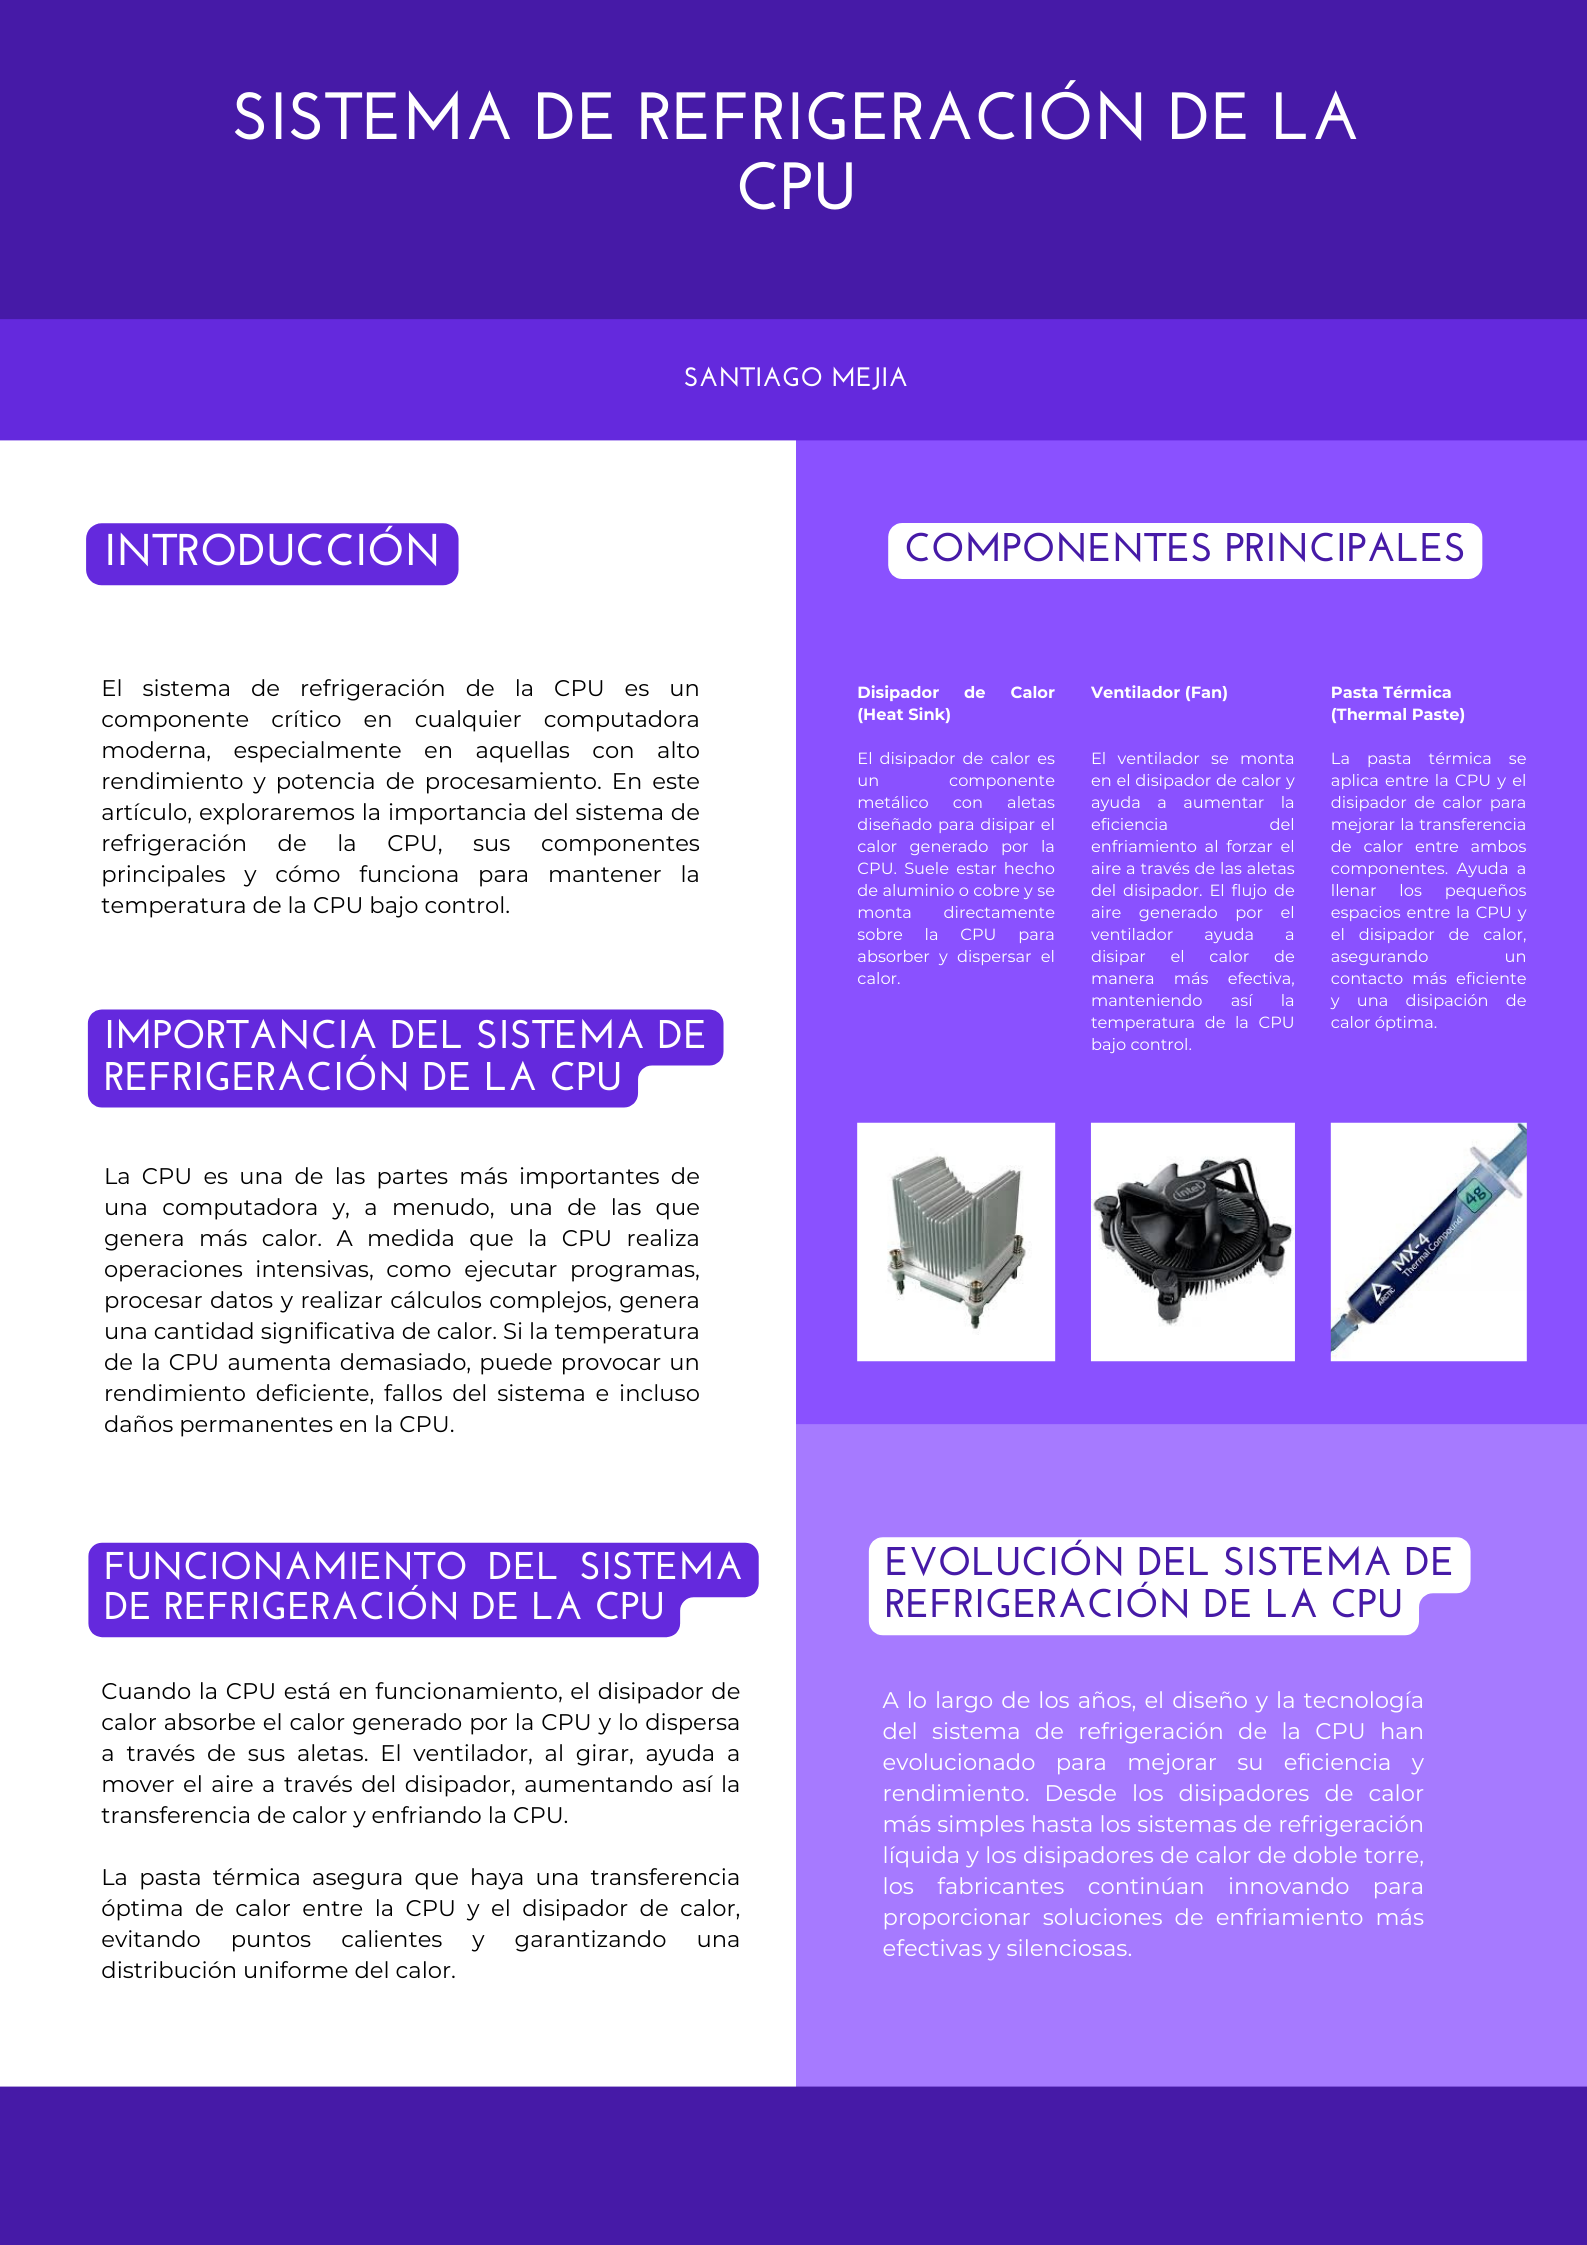 SISTEMA DE REFRIGERACIÓN DE LA
CPU
SANTIAGO MEJIA
INTRODUCCIÓN
El sistema de refrigeración de la CPU es un
componente crítico en cualquier computadora
moderna, especialmente en aquellas con alto
rendimiento y potencia de procesamiento. En este
artículo, exploraremos la importancia del sistema de
refrigeración de la CPU, sus componentes
principales y cómo funciona para mantener la
temperatura de la CPU bajo control.
IMPORTANCIA DEL SISTEMA DE
REFRIGERACIÓN DE LA CPU
La CPU es una de las partes más importantes de
una computadora y, a menudo, una de las que
genera más calor. A medida que la CPU realiza
operaciones intensivas, como ejecutar programas,
procesar datos y realizar cálculos complejos, genera
una cantidad significativa de calor. Si la temperatura
de la CPU aumenta demasiado, puede provocar un
rendimiento deficiente, fallos del sistema e incluso
daños permanentes en la CPU.
FUNCIONAMIENTO DEL SISTEMA
DE REFRIGERACIÓN DE LA CPU
Cuando la CPU está en funcionamiento, el disipador de
calor absorbe el calor generado por la CPU y lo dispersa
a través de sus aletas. El ventilador, al girar, ayuda a
mover el aire a través del disipador, aumentando así la
transferencia de calor y enfriando la CPU.
La pasta térmica asegura que haya una transferencia
óptima de calor entre la CPU y el disipador de calor,
evitando puntos calientes y garantizando una
distribución uniforme del calor.
COMPONENTES PRINCIPALES
Disipador de Calor
(Heat Sink)
El disipador de calor es
un componente
metálico con aletas
diseñado para disipar el
calor generado por la
CPU. Suele estar hecho
de aluminio o cobre y se
monta directamente
sobre la CPU para
absorber y dispersar el
calor.
Ventilador (Fan)
El ventilador se monta
en el disipador de calor y
ayuda a aumentar la
eficiencia del
enfriamiento al forzar el
aire a través de las aletas
del disipador. El flujo de
aire generado por el
ventilador ayuda a
disipar el calor de
manera más efectiva,
manteniendo así la
temperatura de la CPU
bajo control.
Pasta Térmica
(Thermal Paste)
La pasta térmica se
aplica entre la CPU y el
disipador de calor para
mejorar la transferencia
de calor entre ambos
componentes. Ayuda a
llenar los pequeños
espacios entre la CPU y
el disipador de calor,
asegurando un
contacto más eficiente
y una disipación de
calor óptima.
intel
4g
MX-4
Thermal Compound
ARCTIC
EVOLUCIÓN DEL SISTEMA DE
REFRIGERACIÓN DE LA CPU
A lo largo de los años, el diseño y la tecnología
del sistema de refrigeración de la CPU han
evolucionado para mejorar su eficiencia y
rendimiento. Desde los disipadores de calor
más simples hasta los sistemas de refrigeración
líquida y los disipadores de calor de doble torre,
los fabricantes continúan innovando para
proporcionar soluciones de enfriamiento más
efectivas y silenciosas.